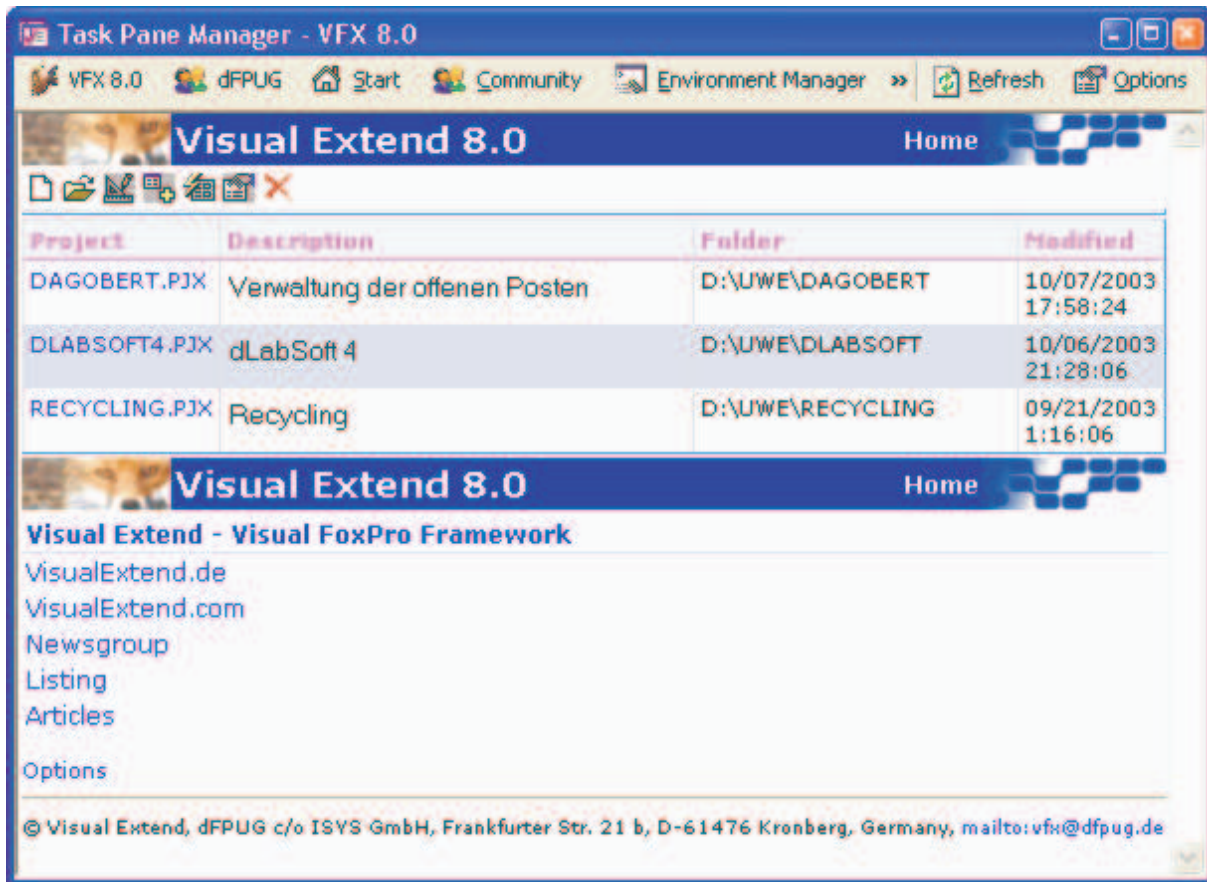 Task Pane Manager - VFX 8.0
VFX 8.0 dFPUG Start Community Environment Manager » Refresh Options
Visual Extend 8.0 Home
Project Description Folder Modified
DAGOBERT.PJX Verwaltung der offenen Posten D:\UWE\DAGOBERT 10/07/2003
17:58:24
DLABSOFT4.PJX dLabSoft 4 D:\UWE\DLABSOFT 10/06/2003
21:28:06
RECYCLING.PJX Recycling D:\UWE\RECYCLING 09/21/2003
1:16:06
Visual Extend 8.0 Home
Visual Extend - Visual FoxPro Framework
VisualExtend.de
VisualExtend.com
Newsgroup
Listing
Articles
Options
© Visual Extend, dFPUG c/o ISYS GmbH, Frankfurter Str. 21 b, D-61476 Kronberg, Germany, mailto:vfx@dfpug.de